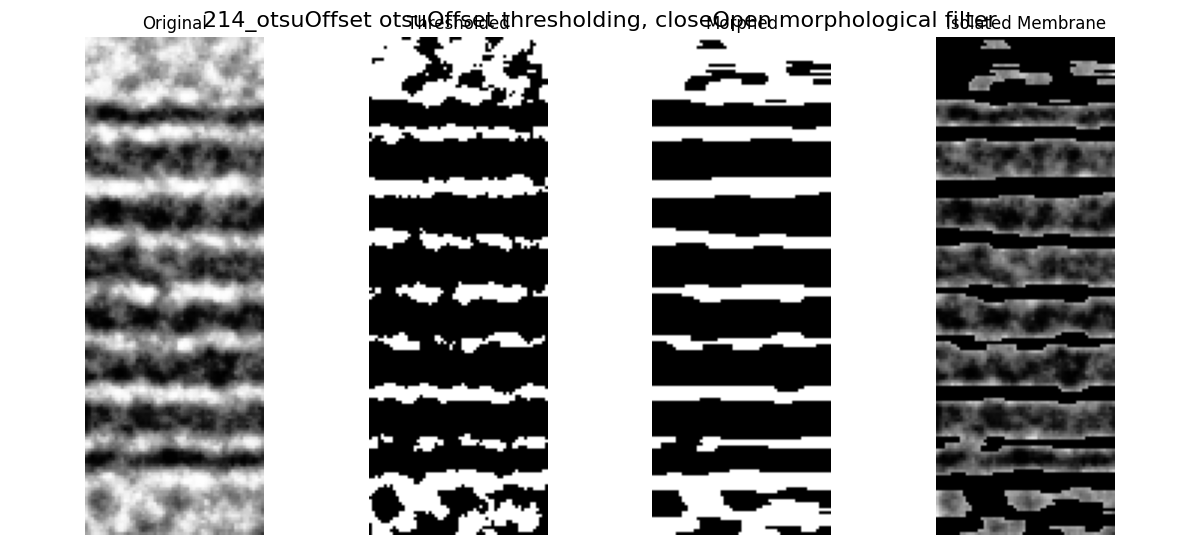 214_otsuOffset otsuOffset thresholding, closeOpen morphological filter
Original
Thresholded
Morphed
Isolated Membrane